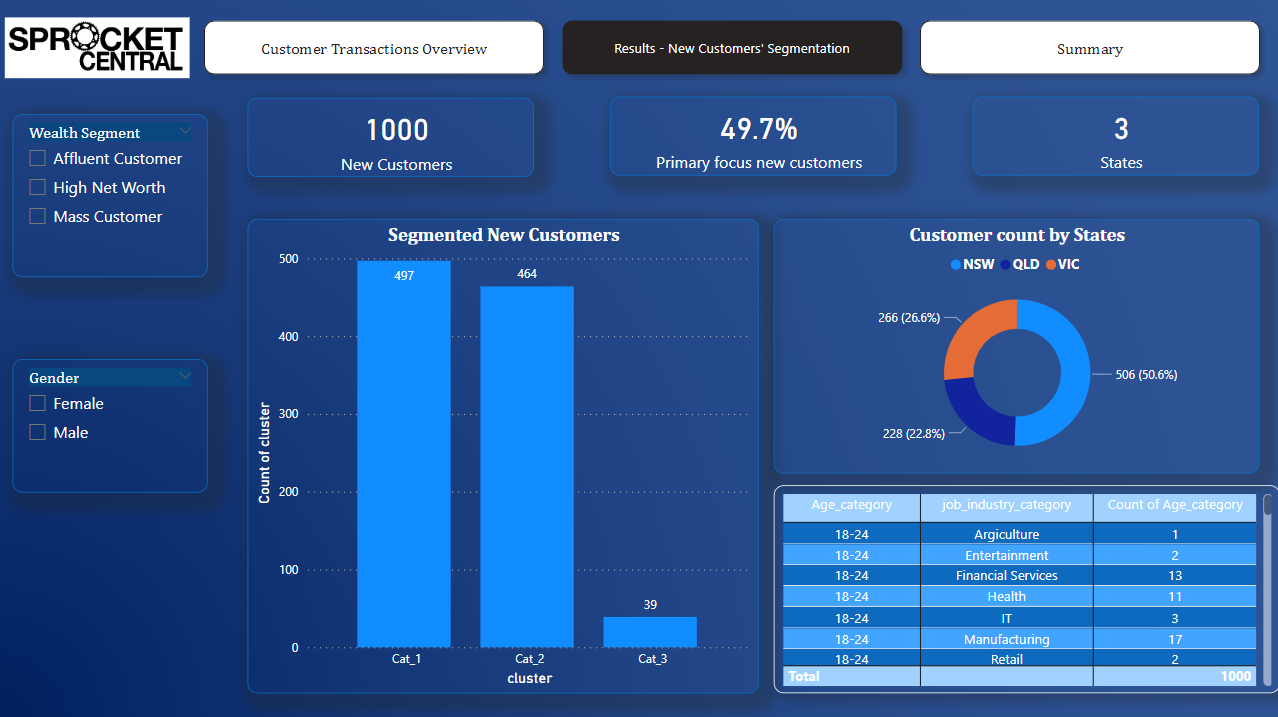 SPROCKET
CENTRAL
Customer Transactions Overview
Results - New Customers' Segmentation
Summary
Wealth Segment
Affluent Customer
High Net Worth
Mass Customer
Gender
Female
Male
1000
New Customers
49.7%
Primary focus new customers
3
States
Segmented New Customers
Count of cluster
500
400
300
200
100
0
497
464
39
Cat_1
Cat_2
Cat_3
cluster
Customer count by States
NSW QLD VIC
266 (26.6%)
506 (50.6%)
228 (22.8%)
Age_category job_industry_category Count of Age_category
18-24 Argiculture 1
18-24 Entertainment 2
18-24 Financial Services 13
18-24 Health 11
18-24 IT 3
18-24 Manufacturing 17
18-24 Retail 2
Total 1000